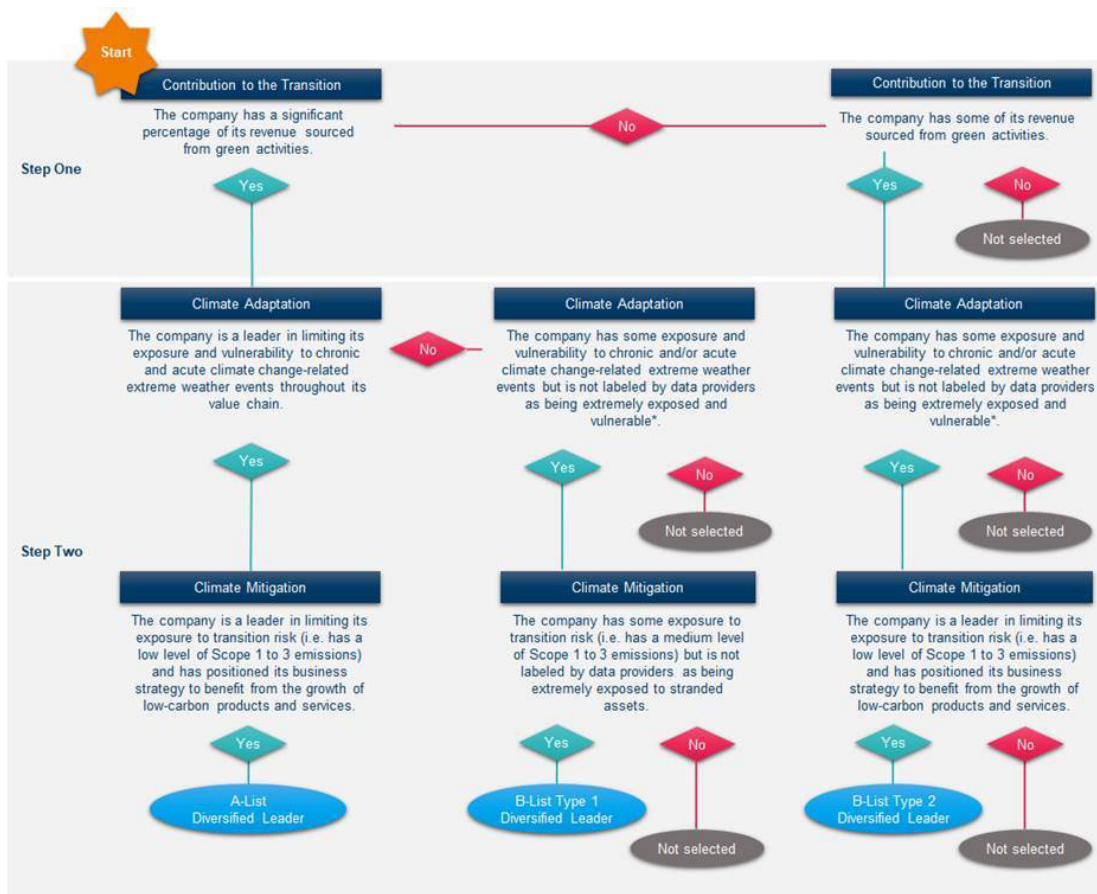 Start
Contribution to the Transition
The company has a significant
percentage of its revenue sourced
from green activities.
No
Contribution to the Transition
The company has some of its revenue
sourced from green activities.
Step One
Yes
Yes
No
Not selected
Climate Adaptation
The company is a leader in limiting its
exposure and vulnerability to chronic
and acute climate change-related
extreme weather events throughout its
value chain.
No
Climate Adaptation
The company has some exposure and
vulnerability to chronic and/or acute
climate change-related extreme weather
events but is not labeled by data providers
as being extremely exposed and
vulnerable*.
Climate Adaptation
The company has some exposure and
vulnerability to chronic and/or acute
climate change-related extreme weather
events but is not labeled by data providers
as being extremely exposed and
vulnerable*.
Yes
Yes
No
Not selected
Yes
No
Not selected
Step Two
Climate Mitigation
The company is a leader in limiting its
exposure to transition risk (i.e. has a
low level of Scope 1 to 3 emissions)
and has positioned its business
strategy to benefit from the growth of
low-carbon products and services.
Climate Mitigation
The company has some exposure to
transition risk (i.e. has a medium level
of Scope 1 to 3 emissions) but is not
labeled by data providers as being
extremely exposed to stranded
assets.
Climate Mitigation
The company is a leader in limiting its
exposure to transition risk (i.e. has a
low level of Scope 1 to 3 emissions)
and has positioned its business
strategy to benefit from the growth of
low-carbon products and services.
Yes
Yes
No
Yes
No
A-List
Diversified Leader
B-List Type 1
Diversified Leader
Not selected
B-List Type 2
Diversified Leader
Not selected